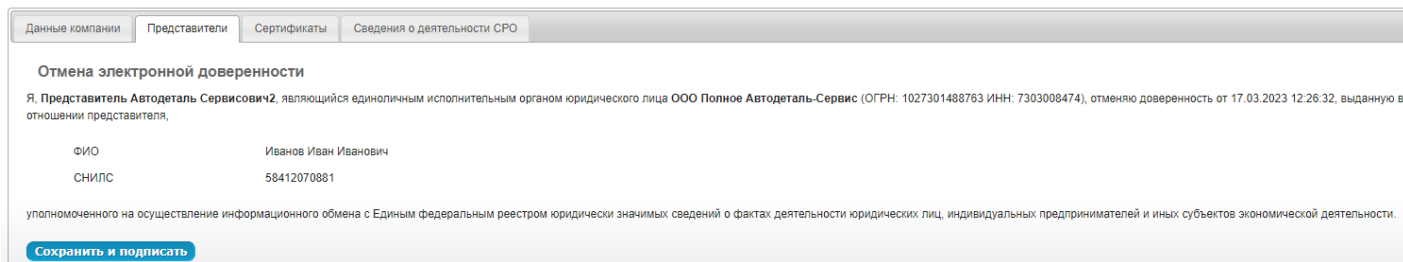 Данные компании Представители Сертификаты Сведения о деятельности СРО
Отмена электронной доверенности
Я, Представитель Автодеталь Сервисович2, являющийся единоличным исполнительным органом юридического лица ООО Полное Автодеталь-Сервис (ОГРН: 1027301488763 ИНН: 7303008474), отменяю доверенность от 17.03.2023 12:26:32, выданную в
отношении представителя,
ФИО Иванов Иван Иванович
СНИЛС 58412070881
уполномоченного на осуществление информационного обмена с Единым федеральным реестром юридически значимых сведений о фактах деятельности юридических лиц, индивидуальных предпринимателей и иных субъектов экономической деятельности.
Сохранить и подписать